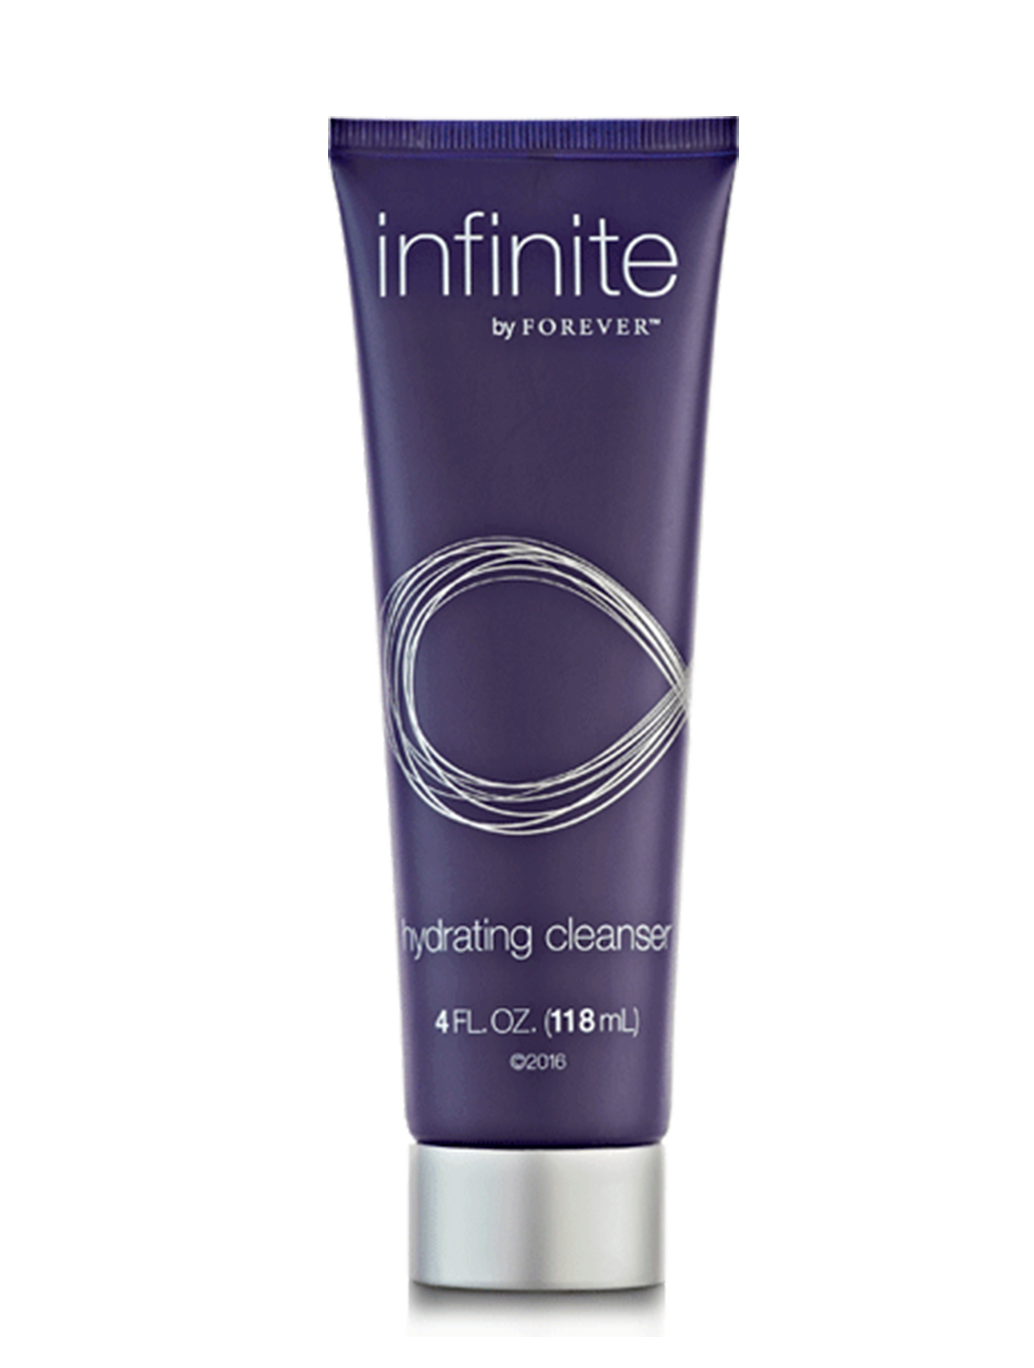 infinite
by FOREVER™
hydrating cleanser
4 FL. OZ. (118 mL)
©2016